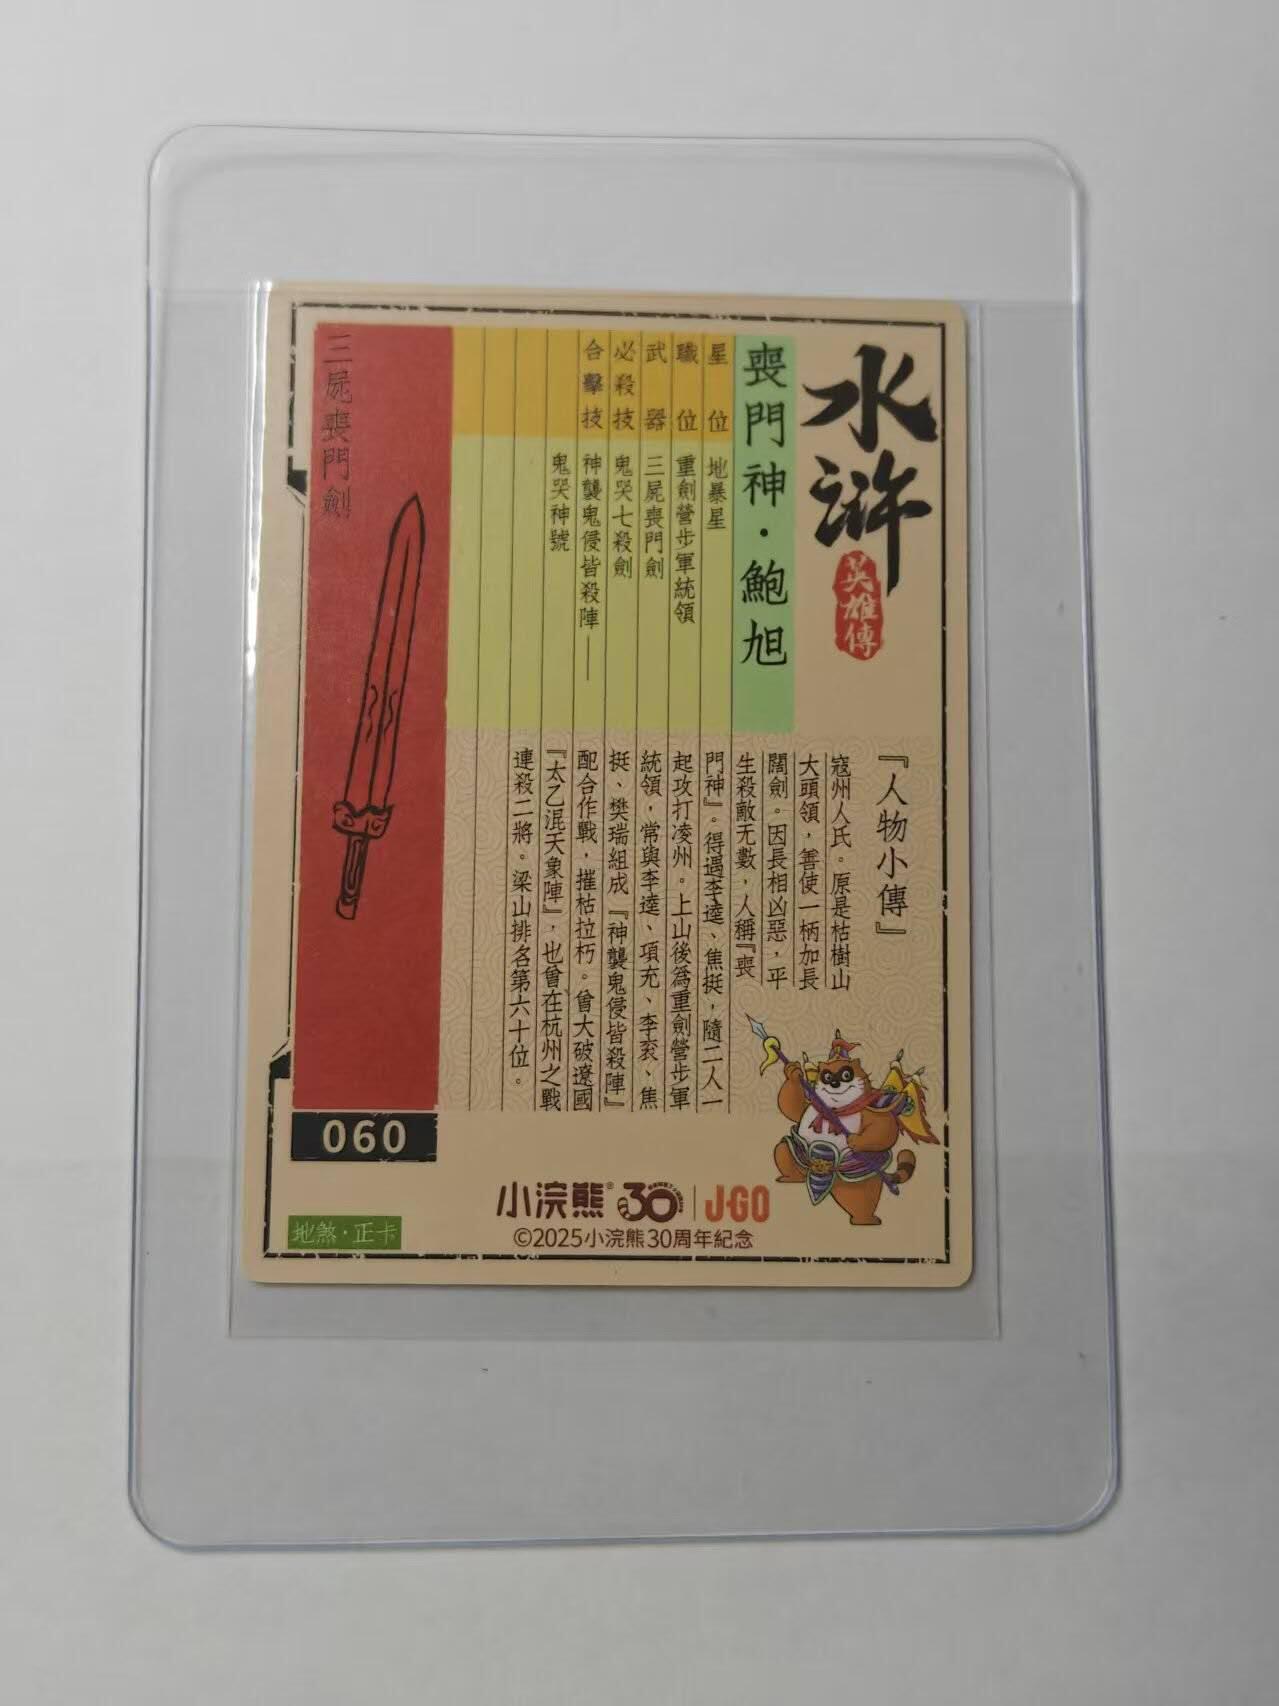 水滸
英雄傳
喪門神·鮑旭
星位 地暴星
職位 重劍營步軍統領
武器 三屍喪門劍
必殺技 鬼哭七殺劍
合擊技 神襲鬼侵皆殺陣——
鬼哭神號
『人物小傳』
寇州人氏。原是枯樹山
大頭領，善使一柄加長
闊劍。因長相凶惡，平
生殺敵无數，人稱『喪
門神』。得遇李逵、焦挺，隨二人一
起攻打凌州。上山後爲重劍營步軍
統領，常與李逵、項充、李袞、焦
挺、樊瑞組成『神襲鬼侵皆殺陣』
配合作戰，摧枯拉朽。曾大破遼國
『太乙混天象陣』，也曾在杭州之戰
連殺二將。梁山排名第六十位。
三屍喪門劍
060
地煞·正卡
小浣熊® 30 J·GO
©2025小浣熊30周年紀念